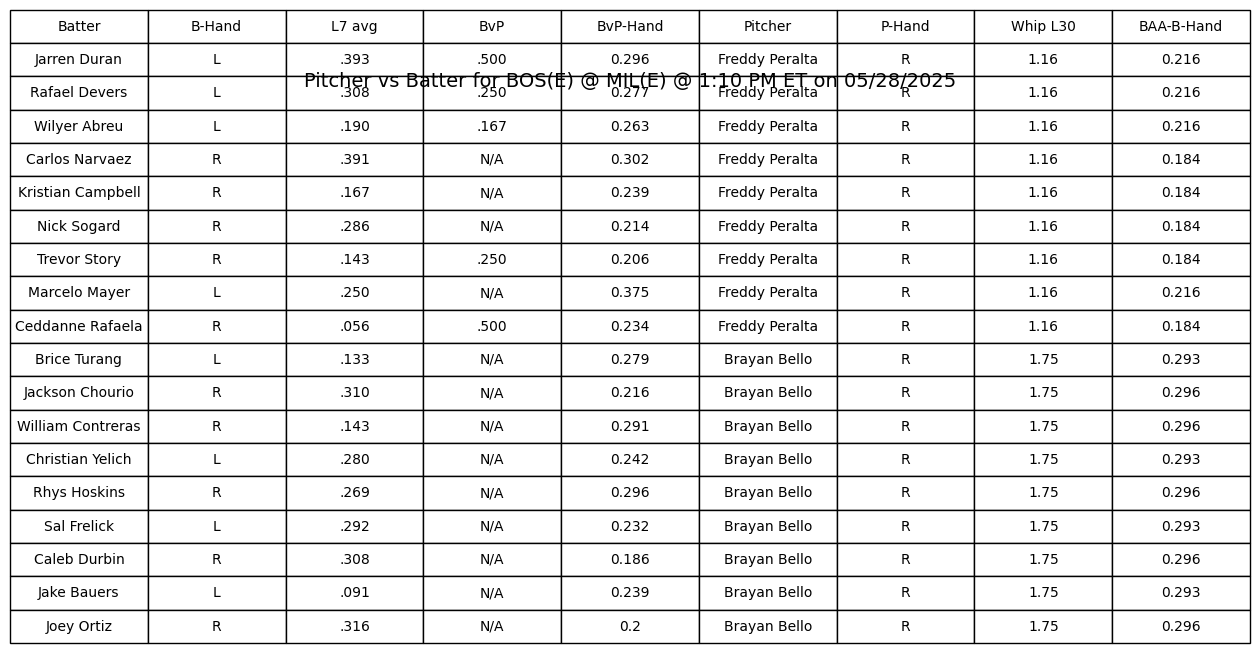 Batter B-Hand L7 avg BvP BvP-Hand Pitcher P-Hand Whip L30 BAA-B-Hand
Jarren Duran L .393 .500 0.296 Freddy Peralta R 1.16 0.216
Pitcher vs Batter for BOS(E) @ MIL(E) @ 1:10 PM ET on 05/28/2025
Rafael Devers L .308 .250 0.277 Freddy Peralta R 1.16 0.216
Wilyer Abreu L .190 .167 0.263 Freddy Peralta R 1.16 0.216
Carlos Narvaez R .391 N/A 0.302 Freddy Peralta R 1.16 0.184
Kristian Campbell R .167 N/A 0.239 Freddy Peralta R 1.16 0.184
Nick Sogard R .286 N/A 0.214 Freddy Peralta R 1.16 0.184
Trevor Story R .143 .250 0.206 Freddy Peralta R 1.16 0.184
Marcelo Mayer L .250 N/A 0.375 Freddy Peralta R 1.16 0.216
Ceddanne Rafaela R .056 .500 0.234 Freddy Peralta R 1.16 0.184
Brice Turang L .133 N/A 0.279 Brayan Bello R 1.75 0.293
Jackson Chourio R .310 N/A 0.216 Brayan Bello R 1.75 0.296
William Contreras R .143 N/A 0.291 Brayan Bello R 1.75 0.296
Christian Yelich L .280 N/A 0.242 Brayan Bello R 1.75 0.293
Rhys Hoskins R .269 N/A 0.296 Brayan Bello R 1.75 0.296
Sal Frelick L .292 N/A 0.232 Brayan Bello R 1.75 0.293
Caleb Durbin R .308 N/A 0.186 Brayan Bello R 1.75 0.296
Jake Bauers L .091 N/A 0.239 Brayan Bello R 1.75 0.293
Joey Ortiz R .316 N/A 0.2 Brayan Bello R 1.75 0.296